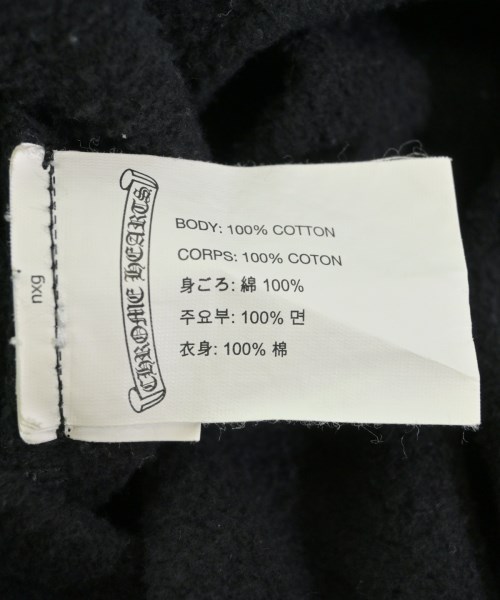 nxg
CHROME HEARTS
BODY: 100% COTTON
CORPS: 100% COTON
身ごろ: 綿 100%
주요부: 100% 면
衣身: 100% 棉